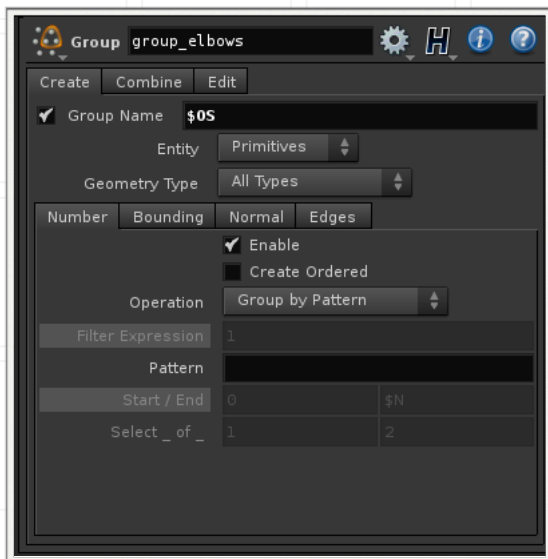 Group group_elbows
Create Combine Edit
Group Name $OS
Entity Primitives
Geometry Type All Types
Number Bounding Normal Edges
Enable
Create Ordered
Operation Group by Pattern
Filter Expression 1
Pattern
Start / End 0 $N
Select _ of _ 1 2